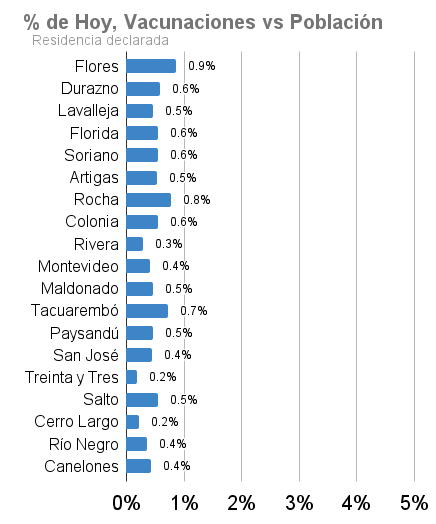 % de Hoy, Vacunaciones vs Población
Residencia declarada
Flores 0.9%
Durazno 0.6%
Lavalleja 0.5%
Florida 0.6%
Soriano 0.6%
Artigas 0.5%
Rocha 0.8%
Colonia 0.6%
Rivera 0.3%
Montevideo 0.4%
Maldonado 0.5%
Tacuarembó 0.7%
Paysandú 0.5%
San José 0.4%
Treinta y Tres 0.2%
Salto 0.5%
Cerro Largo 0.2%
Río Negro 0.4%
Canelones 0.4%
0% 1% 2% 3% 4% 5%